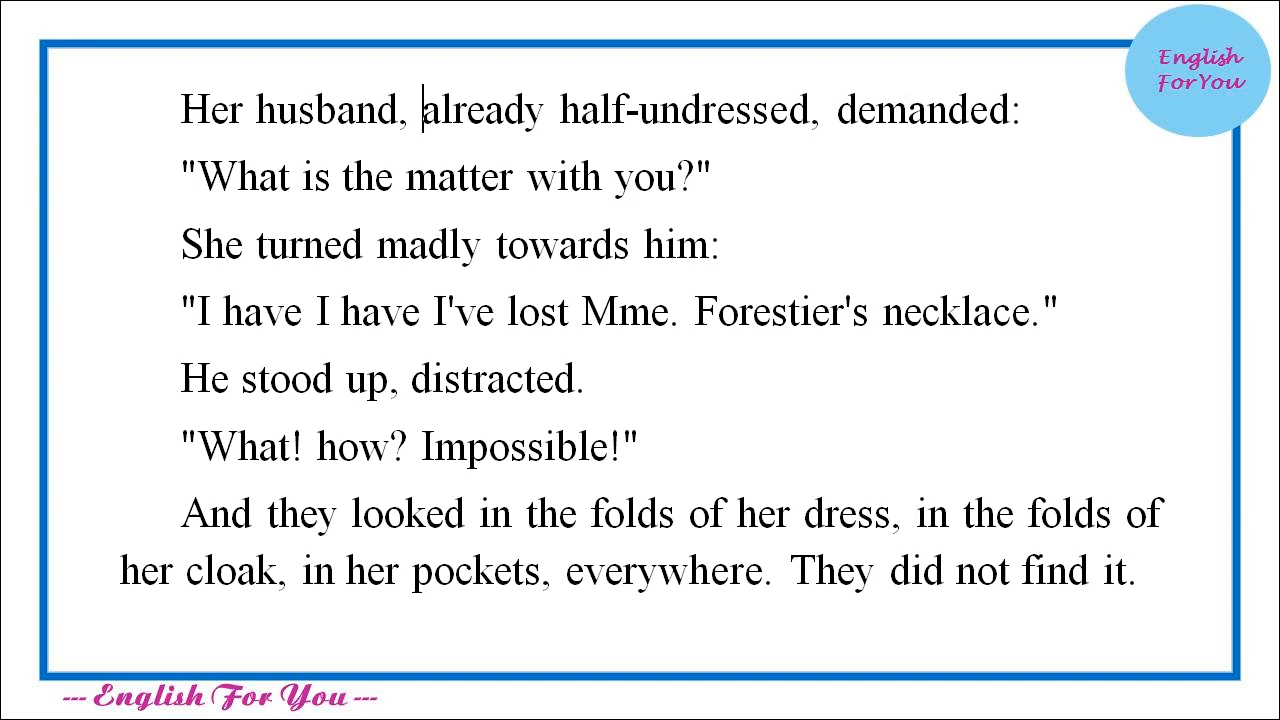 English
ForYou
Her husband, already half-undressed, demanded:
"What is the matter with you?"
She turned madly towards him:
"I have I have I've lost Mme. Forestier's necklace."
He stood up, distracted.
"What! how? Impossible!"
And they looked in the folds of her dress, in the folds of
her cloak, in her pockets, everywhere. They did not find it.
--- English For You ---